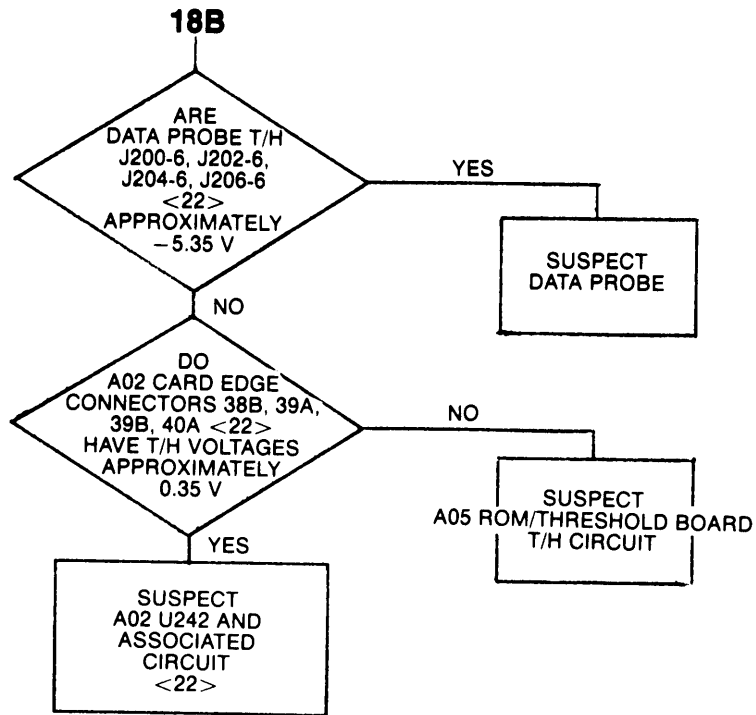 18B
ARE
DATA PROBE T/H
J200-6, J202-6,
J204-6, J206-6
<22>
APPROXIMATELY
−5.35 V
YES
SUSPECT
DATA PROBE
NO
DO
A02 CARD EDGE
CONNECTORS 38B, 39A,
39B, 40A <22>
HAVE T/H VOLTAGES
APPROXIMATELY
0.35 V
NO
SUSPECT
A05 ROM/THRESHOLD BOARD
T/H CIRCUIT
YES
SUSPECT
A02 U242 AND
ASSOCIATED
CIRCUIT
<22>